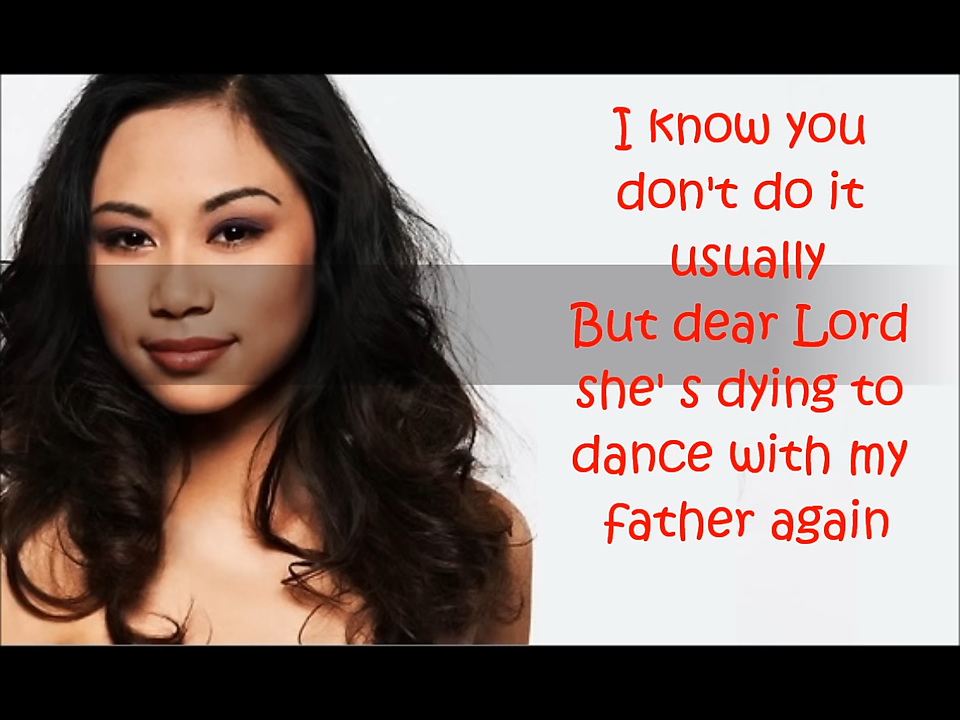 I know you
don't do it
usually
But dear Lord
she' s dying to
dance with my
father again